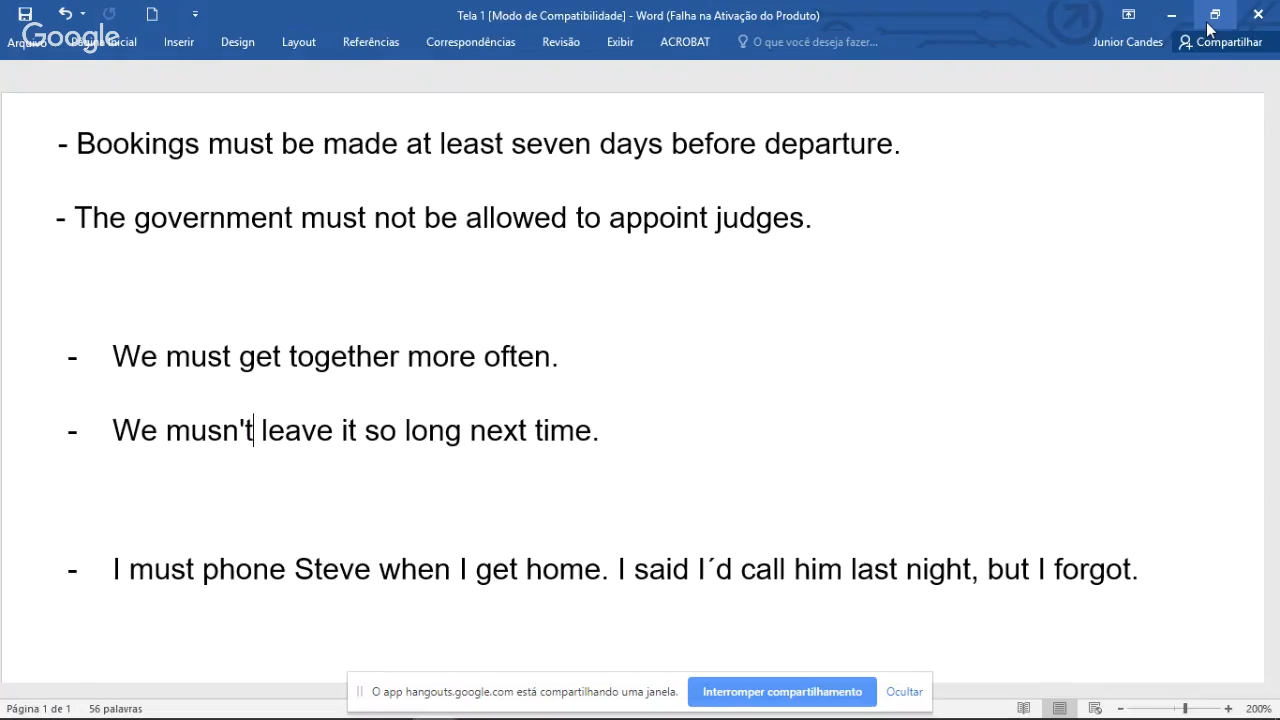 Tela 1 [Modo de Compatibilidade] - Word (Falha na Ativação do Produto)
Google
Arquivo Página Inicial Inserir Design Layout Referências Correspondências Revisão Exibir ACROBAT O que você deseja fazer... Junior Candes Compartilhar
- Bookings must be made at least seven days before departure.
- The government must not be allowed to appoint judges.
- We must get together more often.
- We musn't leave it so long next time.
- I must phone Steve when I get home. I said I´d call him last night, but I forgot.
O app hangouts.google.com está compartilhando uma janela. Interromper compartilhamento Ocultar
Página 1 de 1 56 palavras 200%